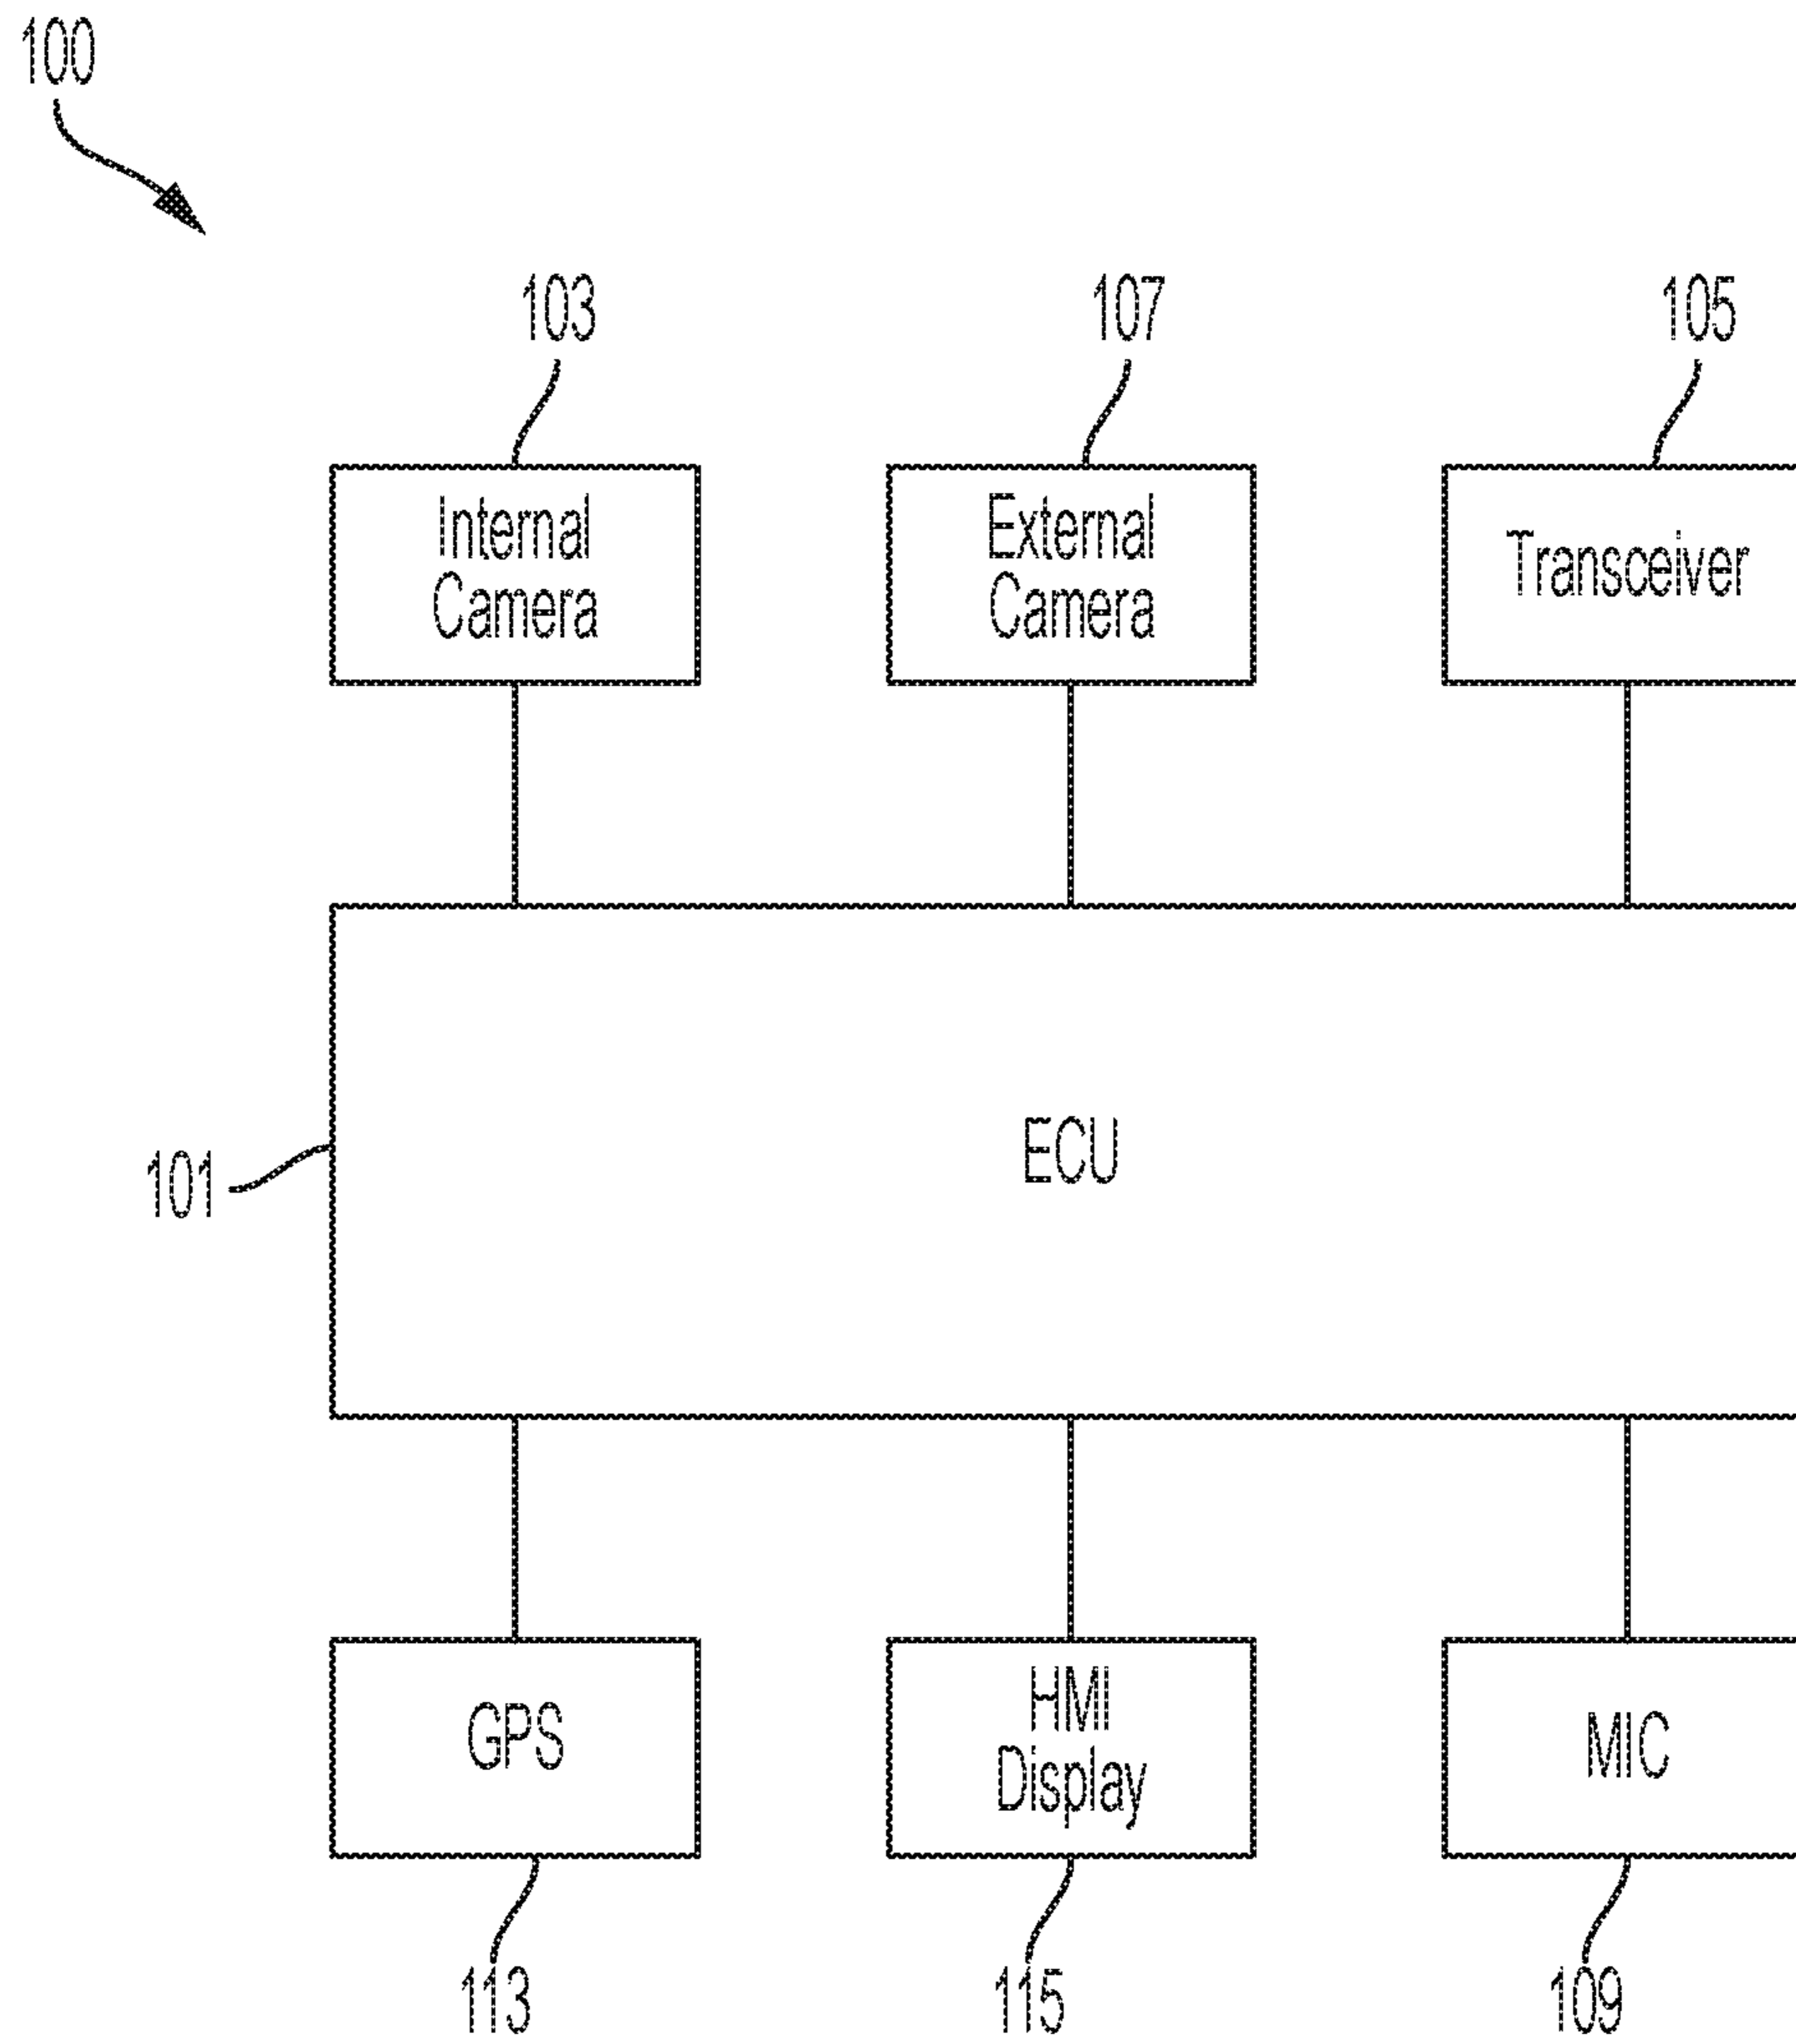 100
103
107
105
Internal
Camera
External
Camera
Transceiver
101
ECU
GPS
HMI
Display
MIC
113
115
109